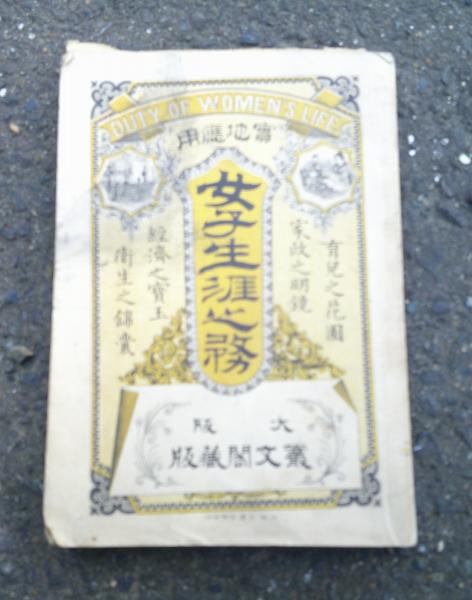 DUTY OF WOMEN'S LIFE
實地應用
育兒之花園
家政之明鏡
女子生涯之務
經濟之寶玉
衛生之錦囊
大阪
叢文閣藏版